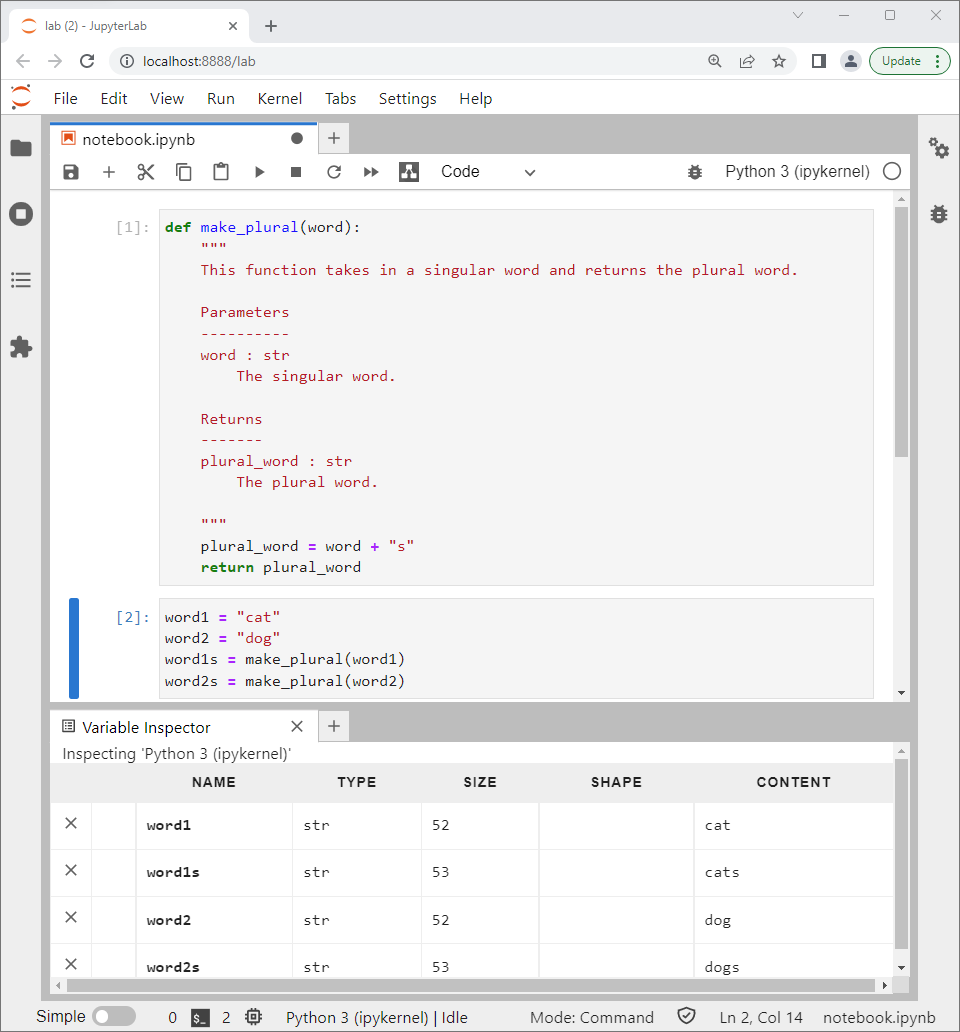 lab (2) - JupyterLab
localhost:8888/lab
Update
File Edit View Run Kernel Tabs Settings Help
notebook.ipynb
Code
Python 3 (ipykernel)
[1]: def make_plural(word):
"""
This function takes in a singular word and returns the plural word.
Parameters
----------
word : str
The singular word.
Returns
-------
plural_word : str
The plural word.
"""
plural_word = word + "s"
return plural_word
[2]: word1 = "cat"
word2 = "dog"
word1s = make_plural(word1)
word2s = make_plural(word2)
Variable Inspector
Inspecting 'Python 3 (ipykernel)'
NAME TYPE SIZE SHAPE CONTENT
word1 str 52 cat
word1s str 53 cats
word2 str 52 dog
word2s str 53 dogs
Simple 0 $_ 2 Python 3 (ipykernel) | Idle Mode: Command Ln 2, Col 14 notebook.ipynb